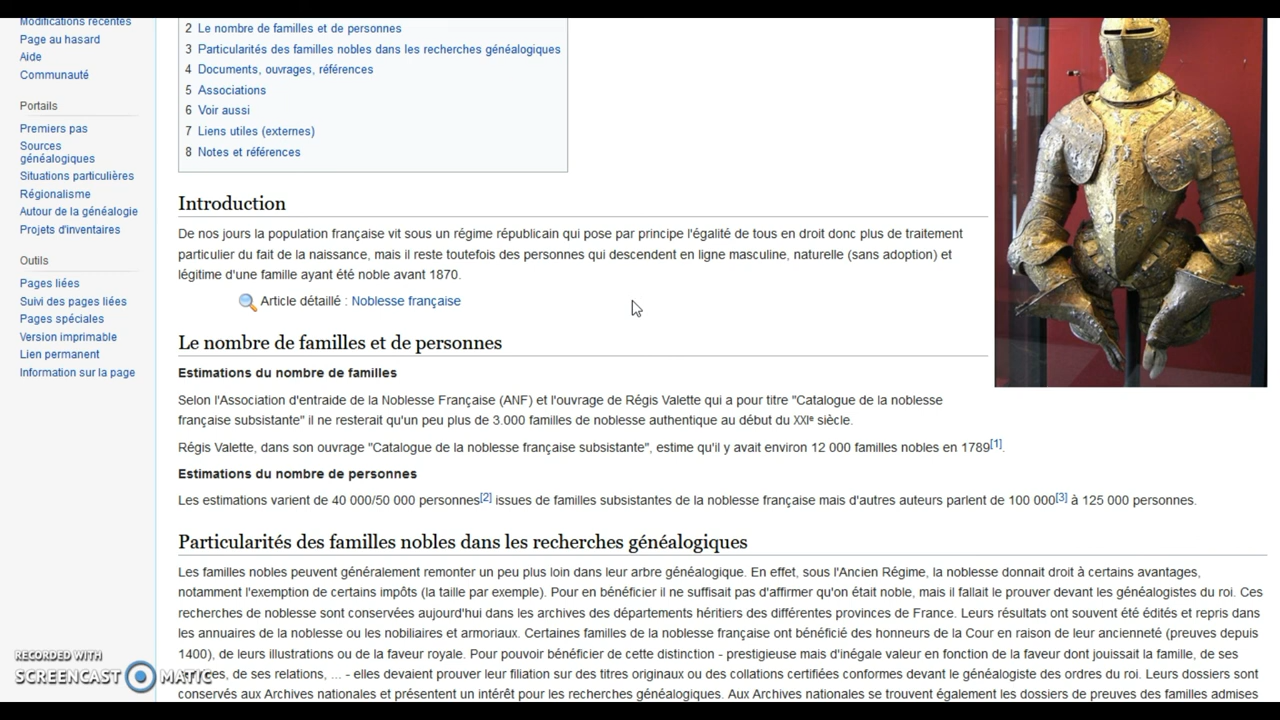 Modifications récentes
Page au hasard
Aide
Communauté
Portails
Premiers pas
Sources
généalogiques
Situations particulières
Régionalisme
Autour de la généalogie
Projets d'inventaires
Outils
Pages liées
Suivi des pages liées
Pages spéciales
Version imprimable
Lien permanent
Information sur la page
2 Le nombre de familles et de personnes
3 Particularités des familles nobles dans les recherches généalogiques
4 Documents, ouvrages, références
5 Associations
6 Voir aussi
7 Liens utiles (externes)
8 Notes et références
Introduction
De nos jours la population française vit sous un régime républicain qui pose par principe l'égalité de tous en droit donc plus de traitement
particulier du fait de la naissance, mais il reste toutefois des personnes qui descendent en ligne masculine, naturelle (sans adoption) et
légitime d'une famille ayant été noble avant 1870.
Article détaillé : Noblesse française
Le nombre de familles et de personnes
Estimations du nombre de familles
Selon l'Association d'entraide de la Noblesse Française (ANF) et l'ouvrage de Régis Valette qui a pour titre "Catalogue de la noblesse
française subsistante" il ne resterait qu'un peu plus de 3.000 familles de noblesse authentique au début du XXIe siècle.
Régis Valette, dans son ouvrage "Catalogue de la noblesse française subsistante", estime qu'il y avait environ 12 000 familles nobles en 1789[1].
Estimations du nombre de personnes
Les estimations varient de 40 000/50 000 personnes[2] issues de familles subsistantes de la noblesse française mais d'autres auteurs parlent de 100 000[3] à 125 000 personnes.
Particularités des familles nobles dans les recherches généalogiques
Les familles nobles peuvent généralement remonter un peu plus loin dans leur arbre généalogique. En effet, sous l'Ancien Régime, la noblesse donnait droit à certains avantages,
notamment l'exemption de certains impôts (la taille par exemple). Pour en bénéficier il ne suffisait pas d'affirmer qu'on était noble, mais il fallait le prouver devant les généalogistes du roi. Ces
recherches de noblesse sont conservées aujourd'hui dans les archives des départements héritiers des différentes provinces de France. Leurs résultats ont souvent été édités et repris dans
les annuaires de la noblesse ou les nobiliaires et armoriaux. Certaines familles de la noblesse française ont bénéficié des honneurs de la Cour en raison de leur ancienneté (preuves depuis
1400), de leurs illustrations ou de la faveur royale. Pour pouvoir bénéficier de cette distinction - prestigieuse mais d'inégale valeur en fonction de la faveur dont jouissait la famille, de ses
de ses relations, ... - elles devaient prouver leur filiation sur des titres originaux ou des collations certifiées conformes devant le généalogiste des ordres du roi. Leurs dossiers sont
conservés aux Archives nationales et présentent un intérêt pour les recherches généalogiques. Aux Archives nationales se trouvent également les dossiers de preuves des familles admises
RECORDED WITH
SCREENCAST MATIC